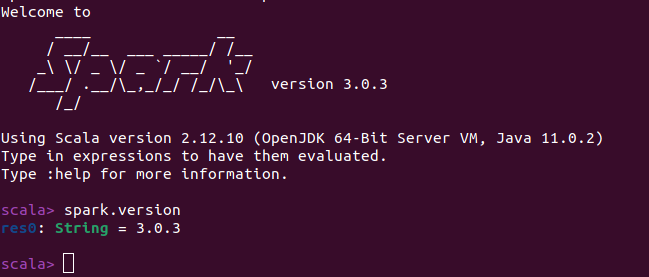 Welcome to
      ____              __
     / __/__  ___ _____/ /__
    _\ \/ _ \/ _ `/ __/  '_/
   /___/ .__/\_,_/_/ /_/\_\   version 3.0.3
      /_/
Using Scala version 2.12.10 (OpenJDK 64-Bit Server VM, Java 11.0.2)
Type in expressions to have them evaluated.
Type :help for more information.
scala> spark.version
res0: String = 3.0.3
scala>